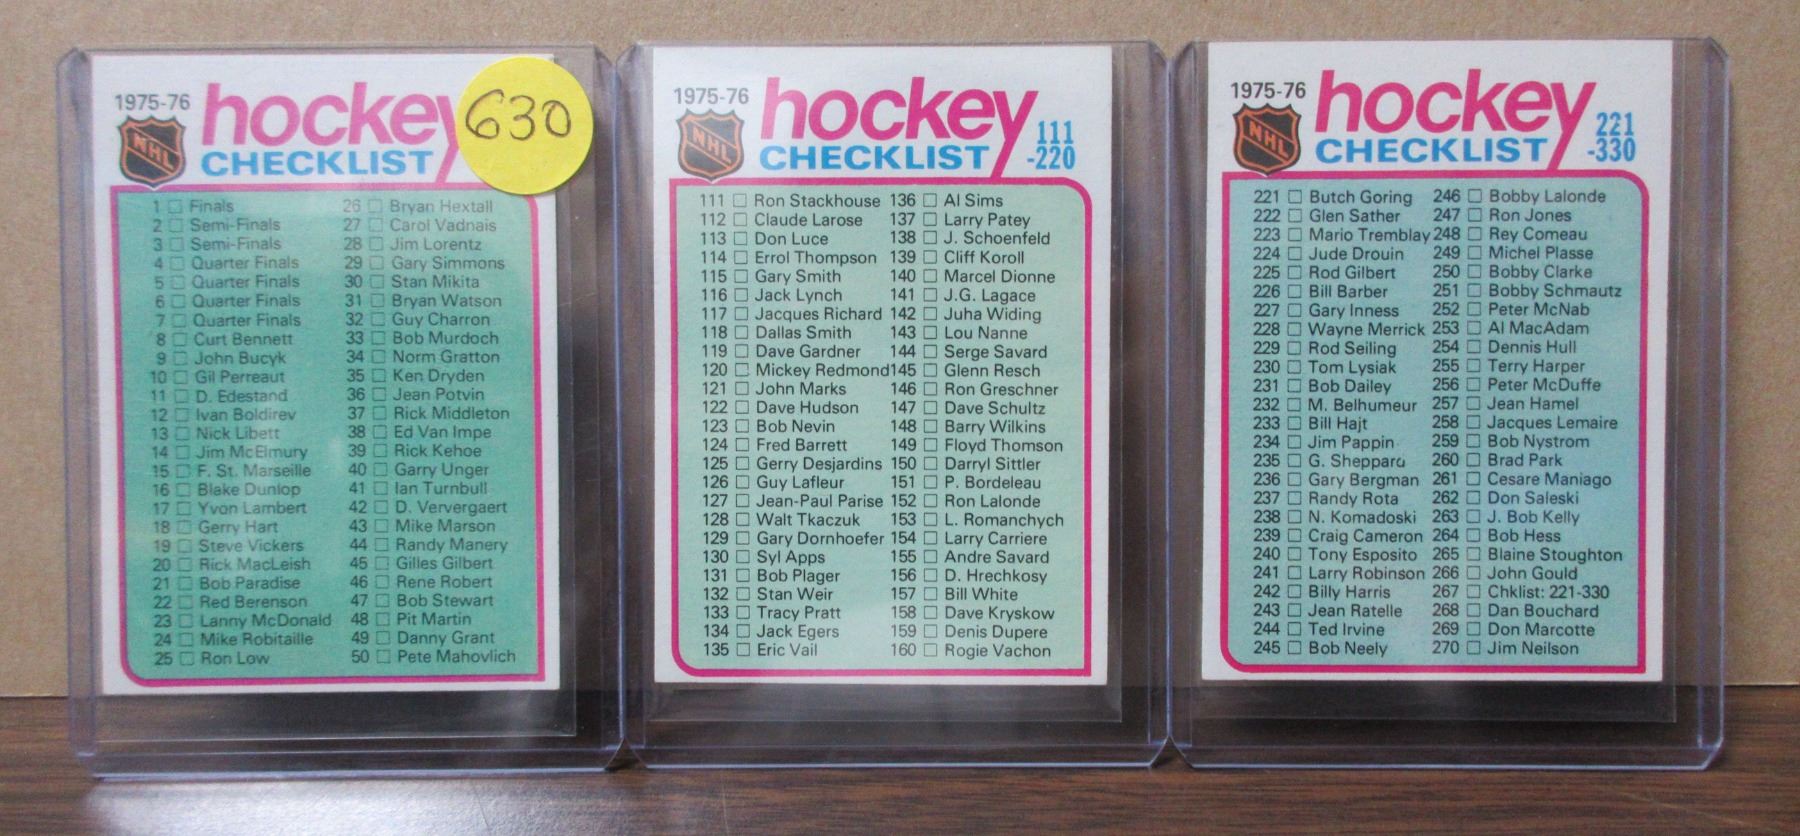 1975-76
hockey
630
NHL
CHECKLIST
1 Finals
2 Semi-Finals
3 Semi-Finals
4 Quarter Finals
5 Quarter Finals
6 Quarter Finals
7 Quarter Finals
8 Curt Bennett
9 John Bucyk
10 Gil Perreaut
11 D. Edestand
12 Ivan Boldirev
13 Nick Libett
14 Jim McElmury
15 F. St. Marseille
16 Blake Dunlop
17 Yvon Lambert
18 Gerry Hart
19 Steve Vickers
20 Rick MacLeish
21 Bob Paradise
22 Red Berenson
23 Lanny McDonald
24 Mike Robitaille
25 Ron Low
26 Bryan Hextall
27 Carol Vadnais
28 Jim Lorentz
29 Gary Simmons
30 Stan Mikita
31 Bryan Watson
32 Guy Charron
33 Bob Murdoch
34 Norm Gratton
35 Ken Dryden
36 Jean Potvin
37 Rick Middleton
38 Ed Van Impe
39 Rick Kehoe
40 Garry Unger
41 Ian Turnbull
42 D. Ververgaert
43 Mike Marson
44 Randy Manery
45 Gilles Gilbert
46 Rene Robert
47 Bob Stewart
48 Pit Martin
49 Danny Grant
50 Pete Mahovlich
1975-76
hockey
NHL
CHECKLIST
111
-220
111 Ron Stackhouse
112 Claude Larose
113 Don Luce
114 Errol Thompson
115 Gary Smith
116 Jack Lynch
117 Jacques Richard
118 Dallas Smith
119 Dave Gardner
120 Mickey Redmond
121 John Marks
122 Dave Hudson
123 Bob Nevin
124 Fred Barrett
125 Gerry Desjardins
126 Guy Lafleur
127 Jean-Paul Parise
128 Walt Tkaczuk
129 Gary Dornhoefer
130 Syl Apps
131 Bob Plager
132 Stan Weir
133 Tracy Pratt
134 Jack Egers
135 Eric Vail
136 Al Sims
137 Larry Patey
138 J. Schoenfeld
139 Cliff Koroll
140 Marcel Dionne
141 J.G. Lagace
142 Juha Widing
143 Lou Nanne
144 Serge Savard
145 Glenn Resch
146 Ron Greschner
147 Dave Schultz
148 Barry Wilkins
149 Floyd Thomson
150 Darryl Sittler
151 P. Bordeleau
152 Ron Lalonde
153 L. Romanchych
154 Larry Carriere
155 Andre Savard
156 D. Hrechkosy
157 Bill White
158 Dave Kryskow
159 Denis Dupere
160 Rogie Vachon
1975-76
hockey
NHL
CHECKLIST
221
-330
221 Butch Goring
222 Glen Sather
223 Mario Tremblay
224 Jude Drouin
225 Rod Gilbert
226 Bill Barber
227 Gary Inness
228 Wayne Merrick
229 Rod Seiling
230 Tom Lysiak
231 Bob Dailey
232 M. Belhumeur
233 Bill Hajt
234 Jim Pappin
235 G. Sheppard
236 Gary Bergman
237 Randy Rota
238 N. Komadoski
239 Craig Cameron
240 Tony Esposito
241 Larry Robinson
242 Billy Harris
243 Jean Ratelle
244 Ted Irvine
245 Bob Neely
246 Bobby Lalonde
247 Ron Jones
248 Rey Comeau
249 Michel Plasse
250 Bobby Clarke
251 Bobby Schmautz
252 Peter McNab
253 Al MacAdam
254 Dennis Hull
255 Terry Harper
256 Peter McDuffe
257 Jean Hamel
258 Jacques Lemaire
259 Bob Nystrom
260 Brad Park
261 Cesare Maniago
262 Don Saleski
263 J. Bob Kelly
264 Bob Hess
265 Blaine Stoughton
266 John Gould
267 Chklist: 221-330
268 Dan Bouchard
269 Don Marcotte
270 Jim Neilson